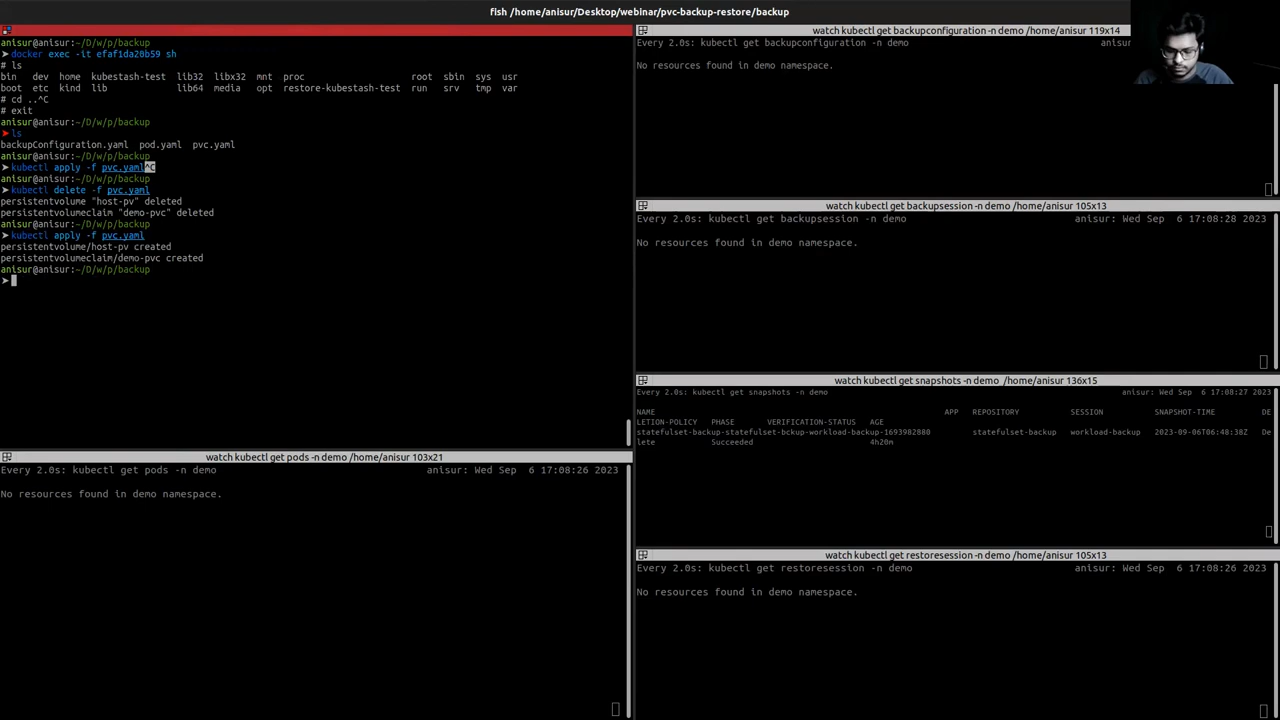 fish /home/anisur/Desktop/webinar/pvc-backup-restore/backup
anisur@anisur:~/D/w/p/backup
➤ docker exec -it efaf1da20b59 sh
# ls
bin dev home kubestash-test lib32 libx32 mnt proc root sbin sys usr
boot etc kind lib lib64 media opt restore-kubestash-test run srv tmp var
# cd ..^C
# exit
anisur@anisur:~/D/w/p/backup
➤ ls
backupConfiguration.yaml pod.yaml pvc.yaml
anisur@anisur:~/D/w/p/backup
➤ kubectl apply -f pvc.yaml^C
anisur@anisur:~/D/w/p/backup
➤ kubectl delete -f pvc.yaml
persistentvolume "host-pv" deleted
persistentvolumeclaim "demo-pvc" deleted
anisur@anisur:~/D/w/p/backup
➤ kubectl apply -f pvc.yaml
persistentvolume/host-pv created
persistentvolumeclaim/demo-pvc created
anisur@anisur:~/D/w/p/backup
➤
watch kubectl get pods -n demo /home/anisur 103x21
Every 2.0s: kubectl get pods -n demo anisur: Wed Sep 6 17:08:26 2023
No resources found in demo namespace.
watch kubectl get backupconfiguration -n demo /home/anisur 119x14
Every 2.0s: kubectl get backupconfiguration -n demo anisur:
No resources found in demo namespace.
watch kubectl get backupsession -n demo /home/anisur 105x13
Every 2.0s: kubectl get backupsession -n demo anisur: Wed Sep 6 17:08:28 2023
No resources found in demo namespace.
watch kubectl get snapshots -n demo /home/anisur 136x15
Every 2.0s: kubectl get snapshots -n demo anisur: Wed Sep 6 17:08:27 2023
NAME APP REPOSITORY SESSION SNAPSHOT-TIME DE
LETION-POLICY PHASE VERIFICATION-STATUS AGE
statefulset-backup-statefulset-bckup-workload-backup-1693982880 statefulset-backup workload-backup 2023-09-06T06:48:38Z De
lete Succeeded 4h20m
watch kubectl get restoresession -n demo /home/anisur 105x13
Every 2.0s: kubectl get restoresession -n demo anisur: Wed Sep 6 17:08:26 2023
No resources found in demo namespace.